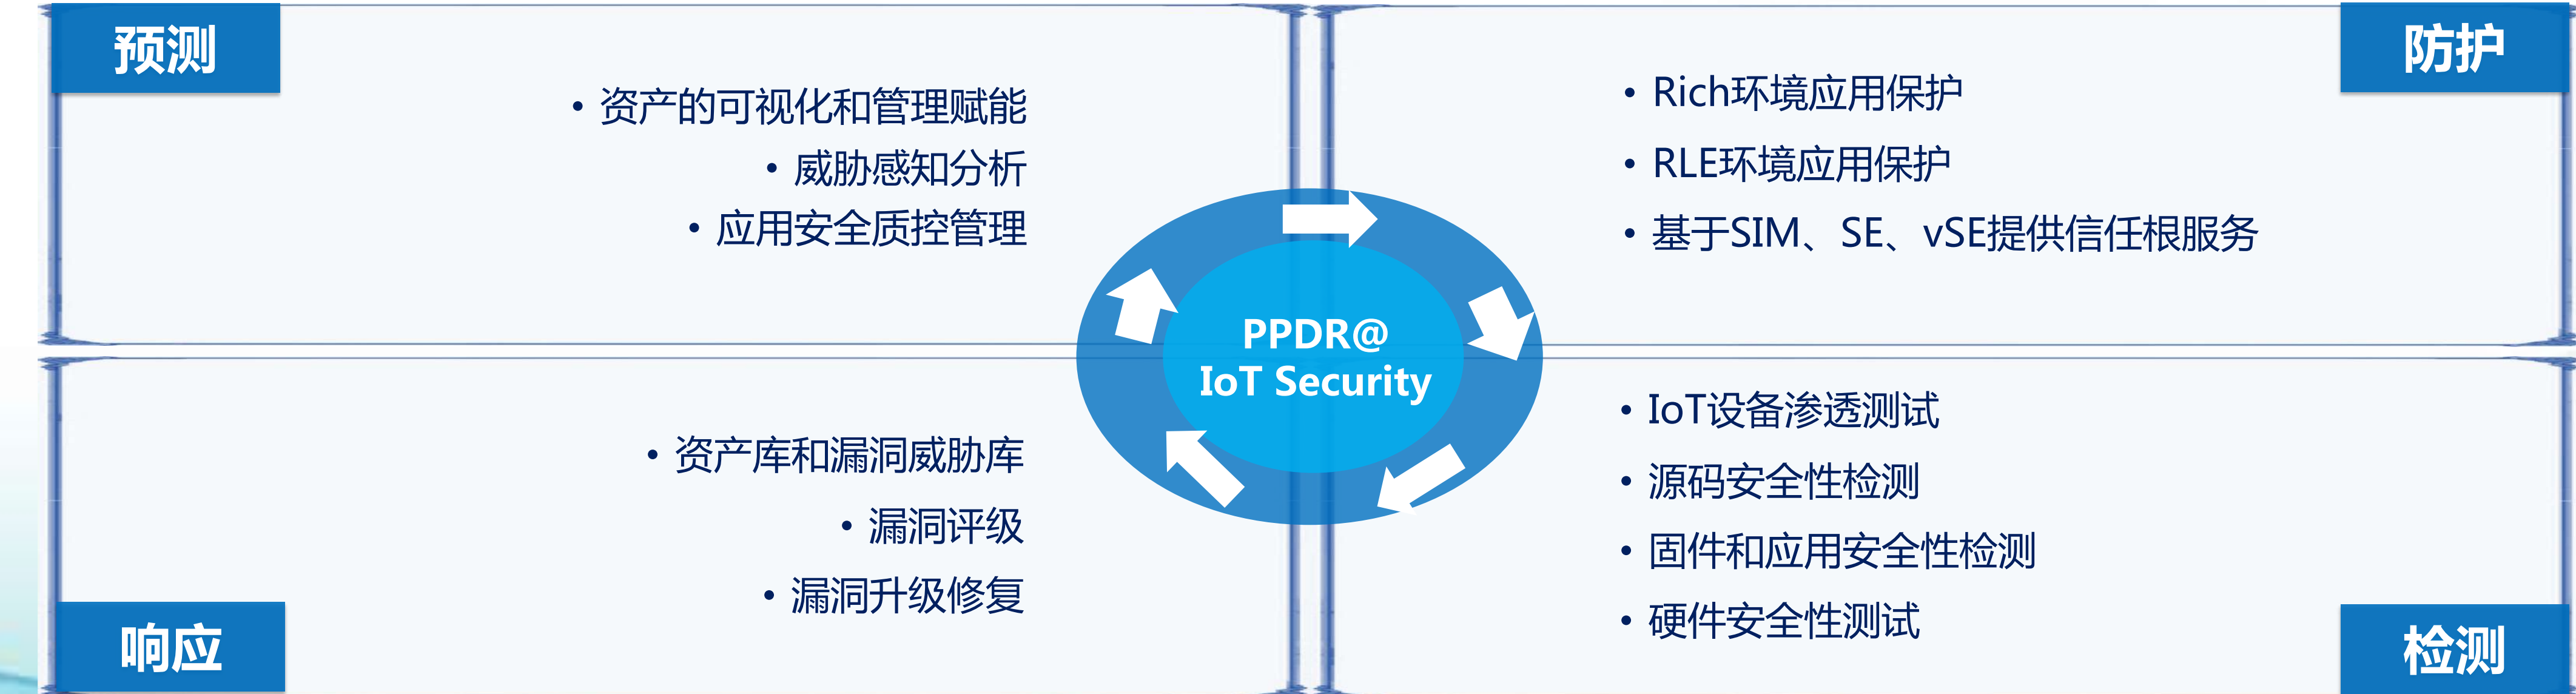 预测
• 资产的可视化和管理赋能
• 威胁感知分析
• 应用安全质控管理
防护
• Rich环境应用保护
• RLE环境应用保护
• 基于SIM、SE、vSE提供信任根服务
PPDR@
IoT Security
• 资产库和漏洞威胁库
• 漏洞评级
• 漏洞升级修复
响应
• IoT设备渗透测试
• 源码安全性检测
• 固件和应用安全性检测
• 硬件安全性测试
检测